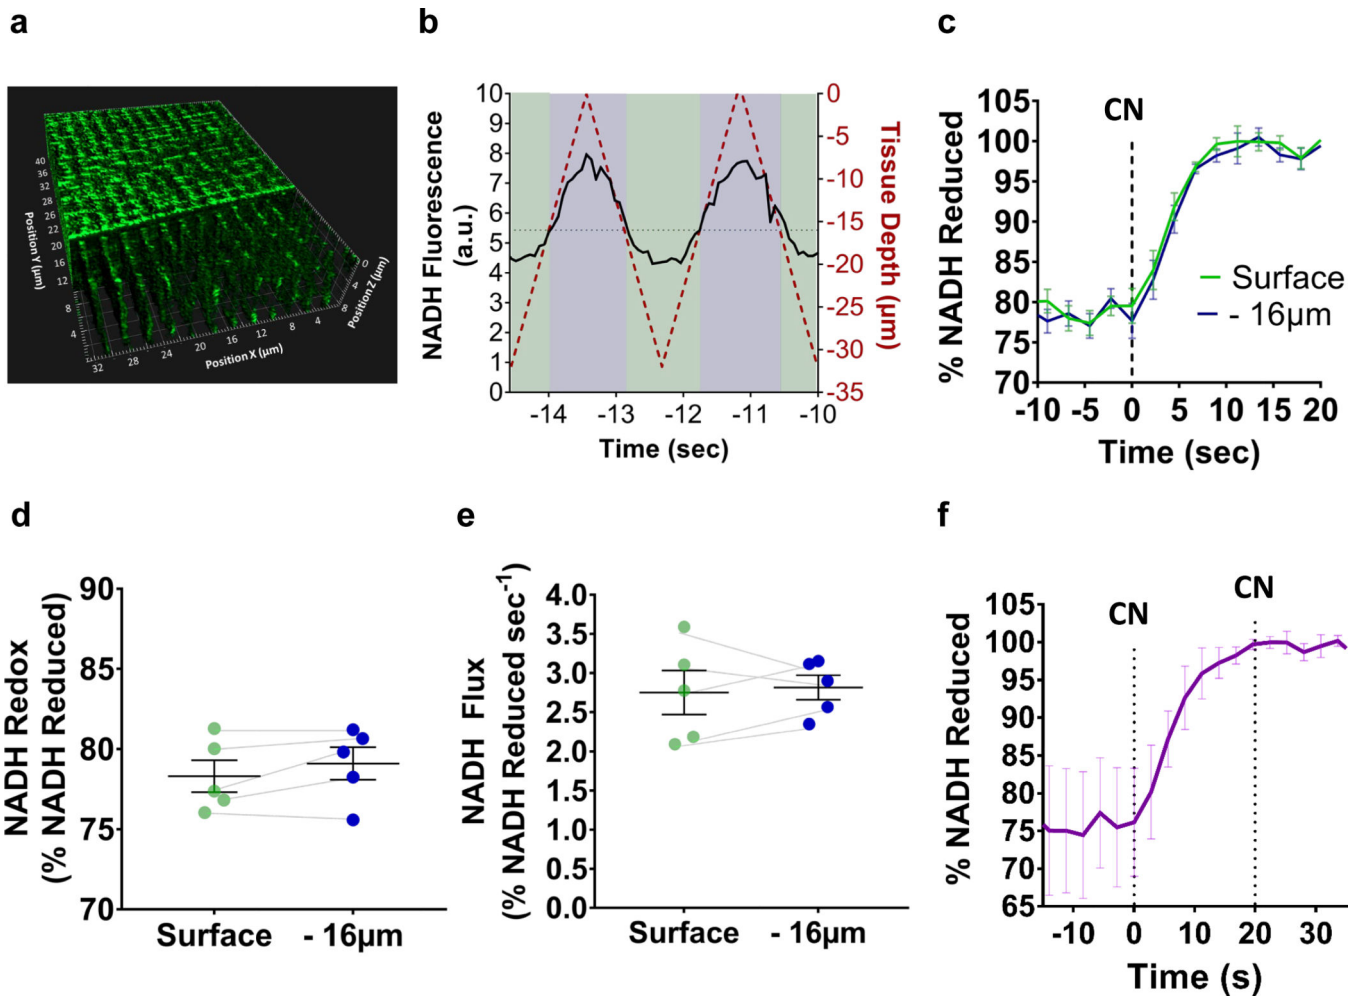 a
40
36
32
28
26
24
20
16
12
8
4
Position Y (µm)
32
28
24
20
16
12
8
4
Position X (µm)
0
4
8
Position Z (µm)
b
10
9
8
7
6
5
4
3
2
1
0
NADH Fluorescence
(a.u.)
0
-5
-10
-15
-20
-25
-30
-35
Tissue Depth (µm)
-14 -13 -12 -11 -10
Time (sec)
c
105
100
95
90
85
80
75
70
% NADH Reduced
CN
Surface
- 16µm
-10 -5 0 5 10 15 20
Time (sec)
d
90
85
80
75
70
NADH Redox
(% NADH Reduced)
Surface - 16µm
e
4.0
3.5
3.0
2.5
2.0
1.5
1.0
0.5
0.0
NADH Flux
(% NADH Reduced sec⁻¹)
Surface - 16µm
f
105
100
95
90
85
80
75
70
65
% NADH Reduced
CN
CN
-10 0 10 20 30
Time (s)